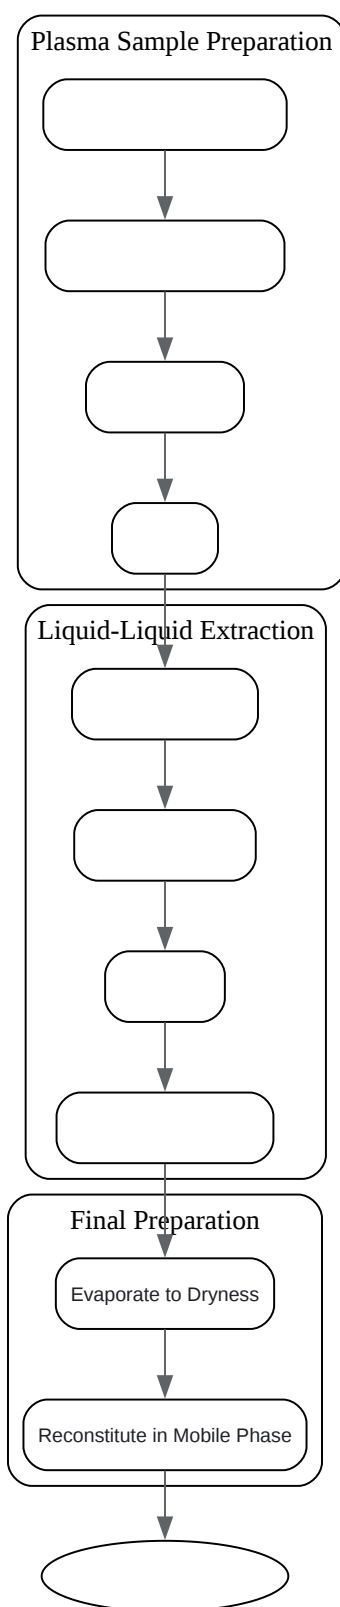 Plasma Sample Preparation
Liquid-Liquid Extraction
Final Preparation
Evaporate to Dryness
Reconstitute in Mobile Phase